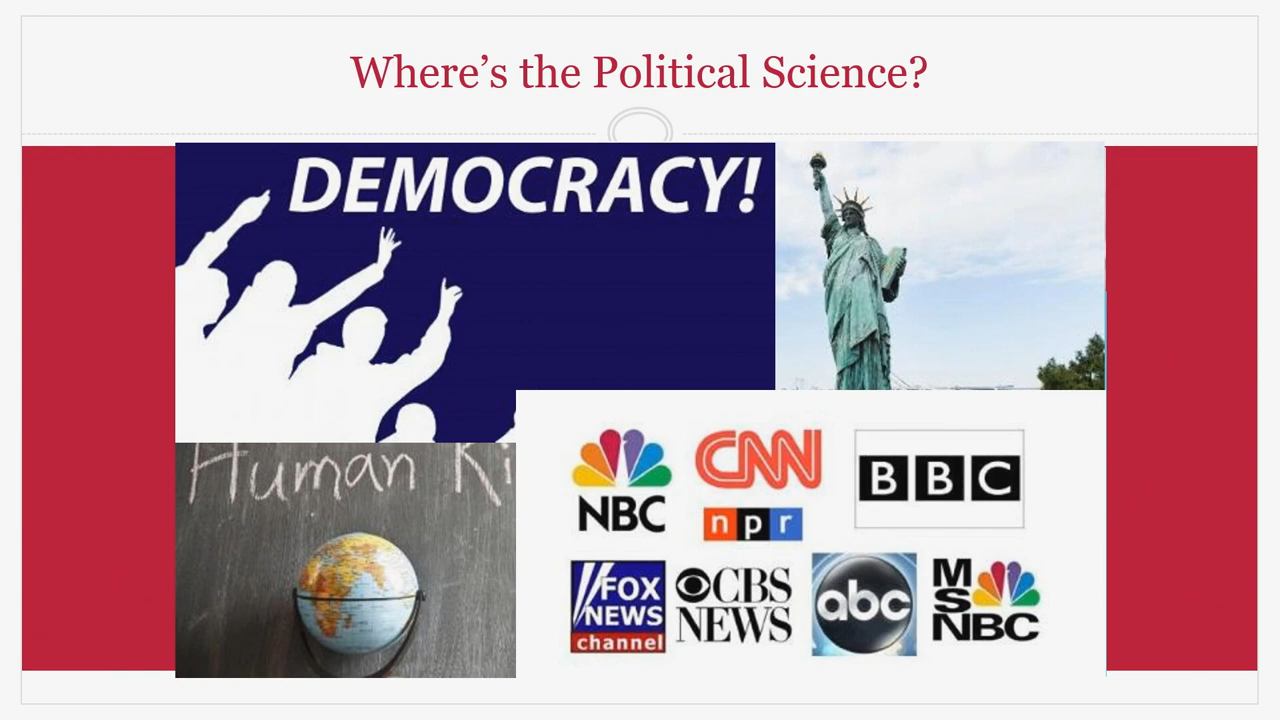 Where's the Political Science?
DEMOCRACY!
Human Ri
NBC
CNN
npr
BBC
FOX
NEWS
channel
CBS
NEWS
abc
MS
NBC